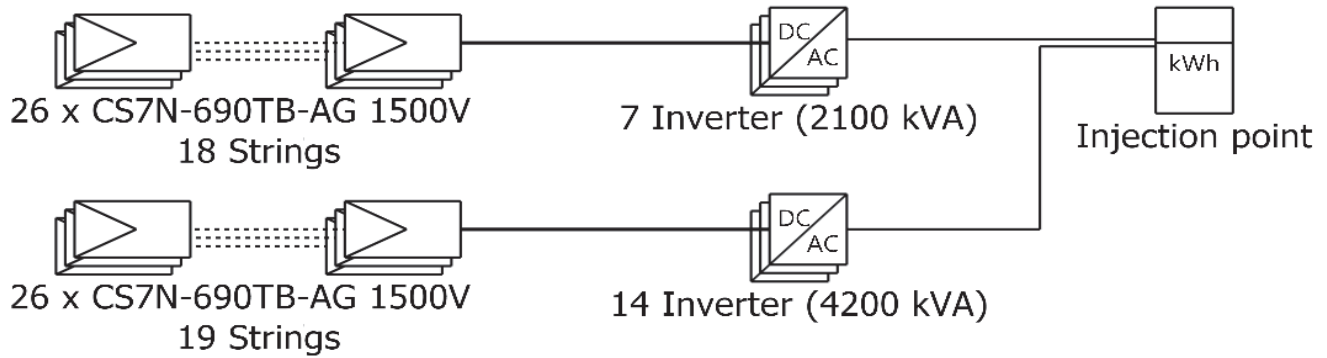 DC
AC
kWh
26 x CS7N-690TB-AG 1500V
18 Strings
7 Inverter (2100 kVA)
Injection point
DC
AC
26 x CS7N-690TB-AG 1500V
19 Strings
14 Inverter (4200 kVA)